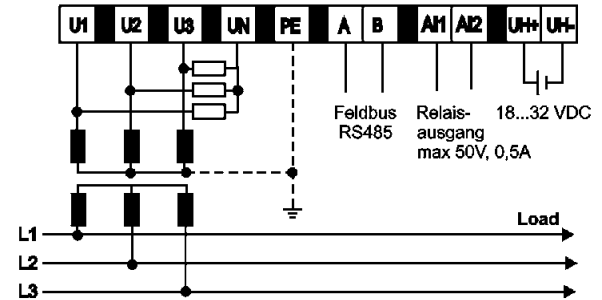 U1 U2 U3 UN PE A B AI1 AI2 UH+ UH-
Feldbus
RS485
Relais-
ausgang
max 50V, 0,5A
18...32 VDC
Load
L1
L2
L3